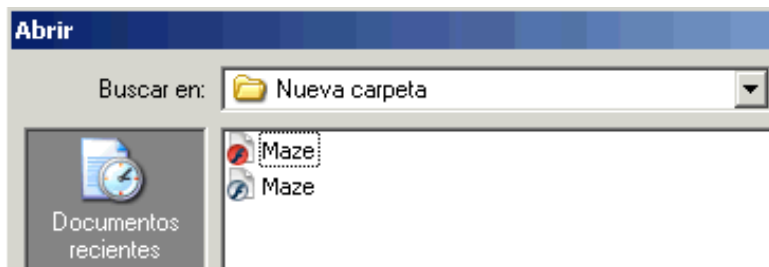 Abrir
Buscar en: Nueva carpeta
Maze
Maze
Documentos
recientes